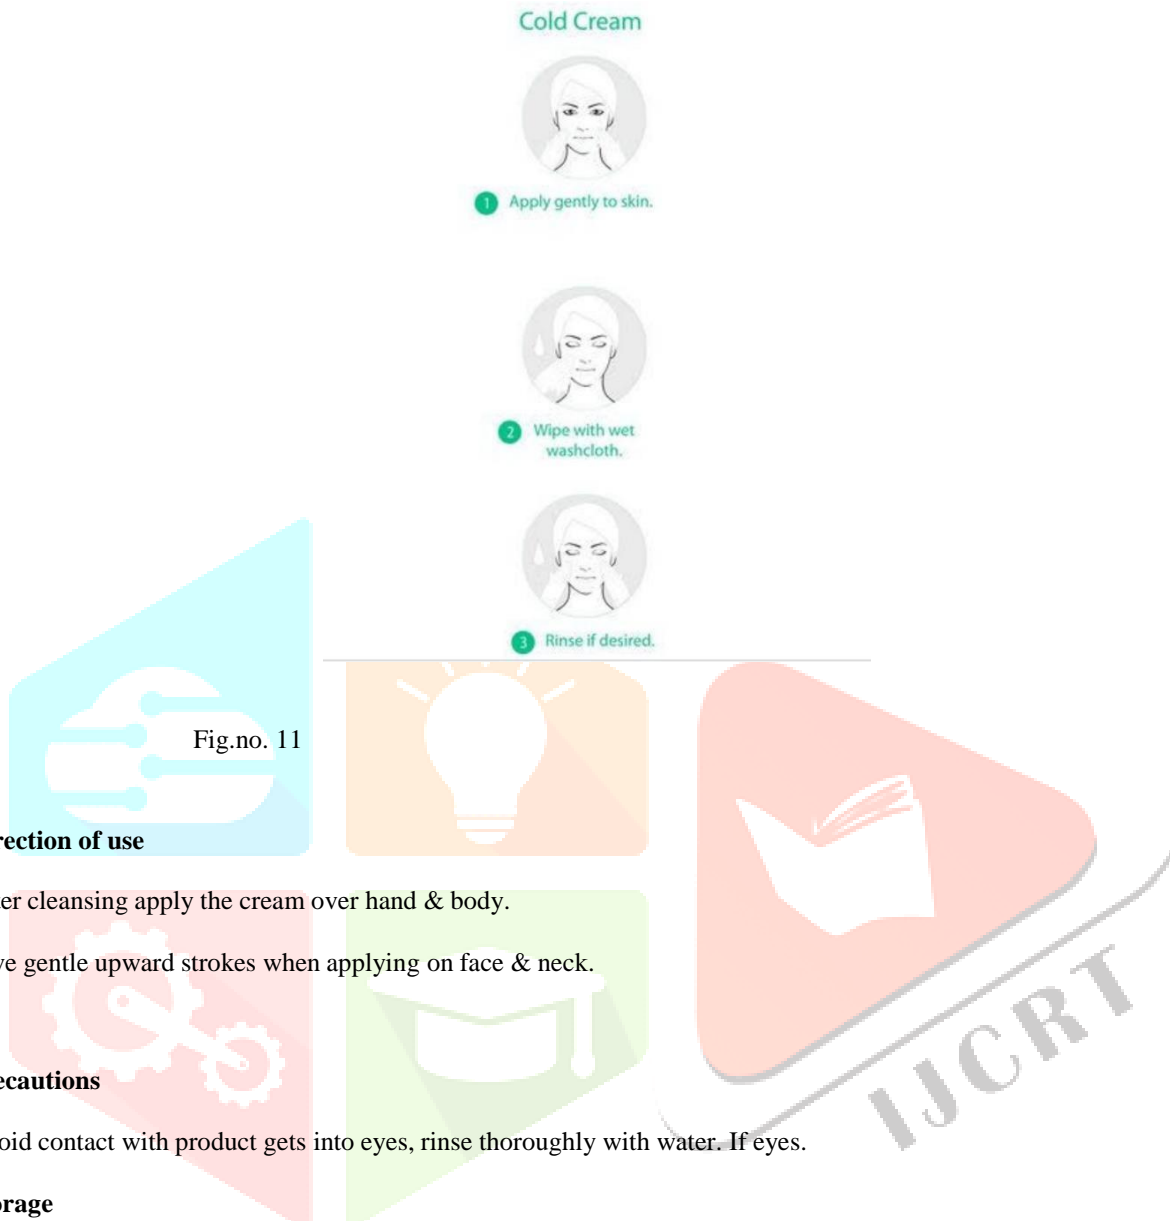 Cold Cream
1 Apply gently to skin.
2 Wipe with wet
washcloth.
3 Rinse if desired.
Fig.no. 11
rection of use
er cleansing apply the cream over hand & body.
ve gentle upward strokes when applying on face & neck.
ecautions
oid contact with product gets into eyes, rinse thoroughly with water. If eyes.
orage
IJCRT